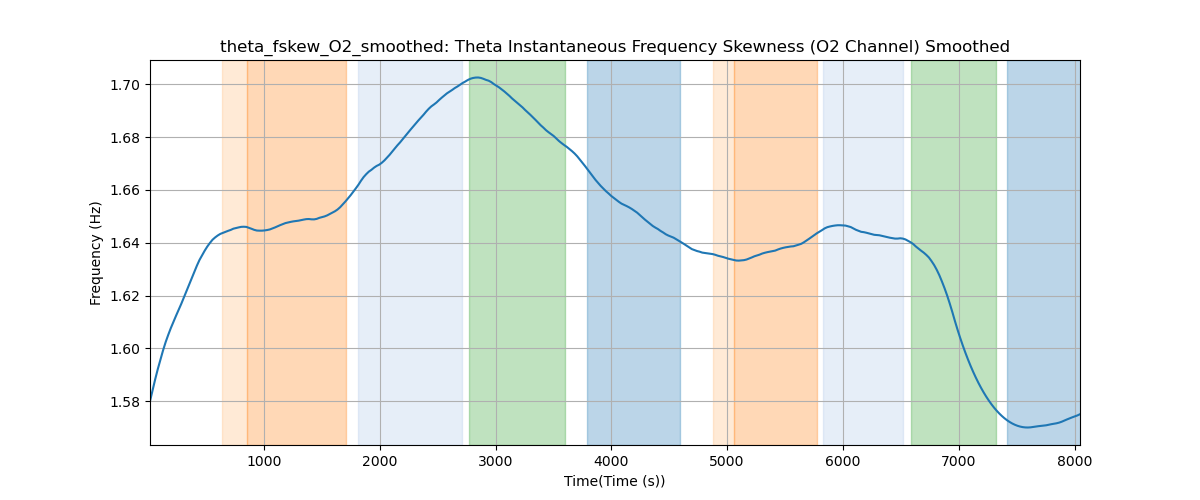 theta_fskew_O2_smoothed: Theta Instantaneous Frequency Skewness (O2 Channel) Smoothed
Frequency (Hz)
1.70
1.68
1.66
1.64
1.62
1.60
1.58
1000 2000 3000 4000 5000 6000 7000 8000
Time(Time (s))